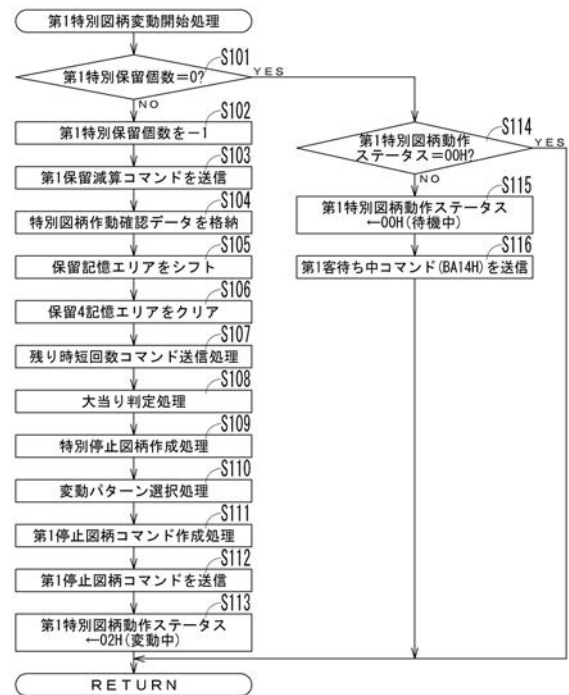 第1特別図柄変動開始処理
S101
第1特別保留個数=0?
YES
NO
S102
第1特別保留個数を-1
S103
第1保留減算コマンドを送信
S104
特別図柄作動確認データを格納
S105
保留記憶エリアをシフト
S106
保留4記憶エリアをクリア
S107
残り時短回数コマンド送信処理
S108
大当り判定処理
S109
特別停止図柄作成処理
S110
変動パターン選択処理
S111
第1停止図柄コマンド作成処理
S112
第1停止図柄コマンドを送信
S113
第1特別図柄動作ステータス
←02H(変動中)
S114
第1特別図柄動作
ステータス=00H?
YES
NO
S115
第1特別図柄動作ステータス
←00H(待機中)
S116
第1客待ち中コマンド(BA14H)を送信
RETURN